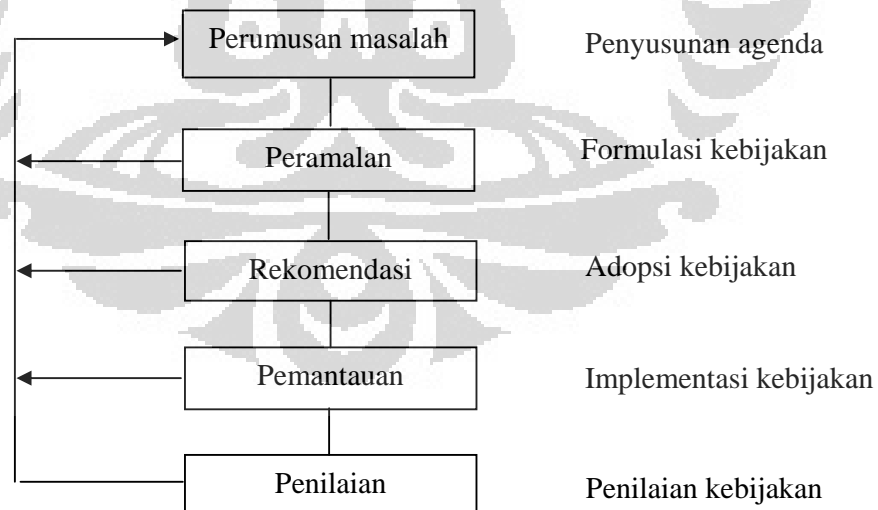 Perumusan masalah
Penyusunan agenda
Peramalan
Formulasi kebijakan
Rekomendasi
Adopsi kebijakan
Pemantauan
Implementasi kebijakan
Penilaian
Penilaian kebijakan